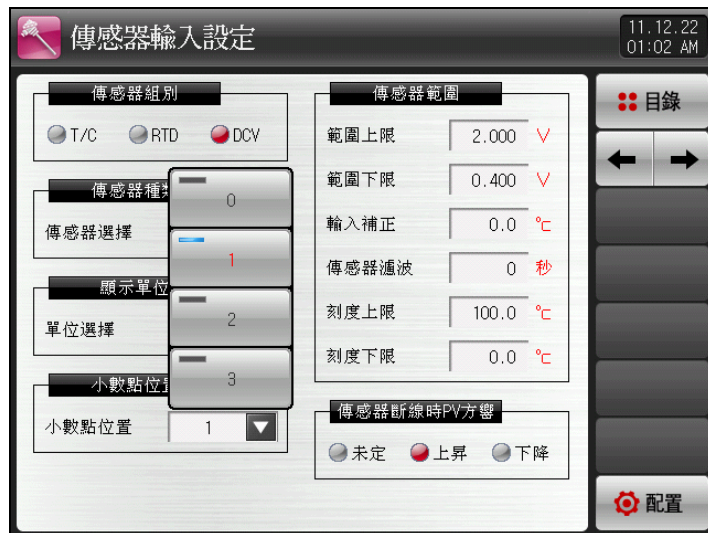 傳感器輸入設定
11.12.22
01:02 AM
傳感器組別
T/C RTD DCV
傳感器種
傳感器選擇
顯示單位
單位選擇
小數點位
小數點位置 1
0
1
2
3
傳感器範圍
範圍上限 2.000 V
範圍下限 0.400 V
輸入補正 0.0 ℃
傳感器濾波 0 秒
刻度上限 100.0 ℃
刻度下限 0.0 ℃
傳感器斷線時PV方響
未定 上昇 下降
目錄
配置